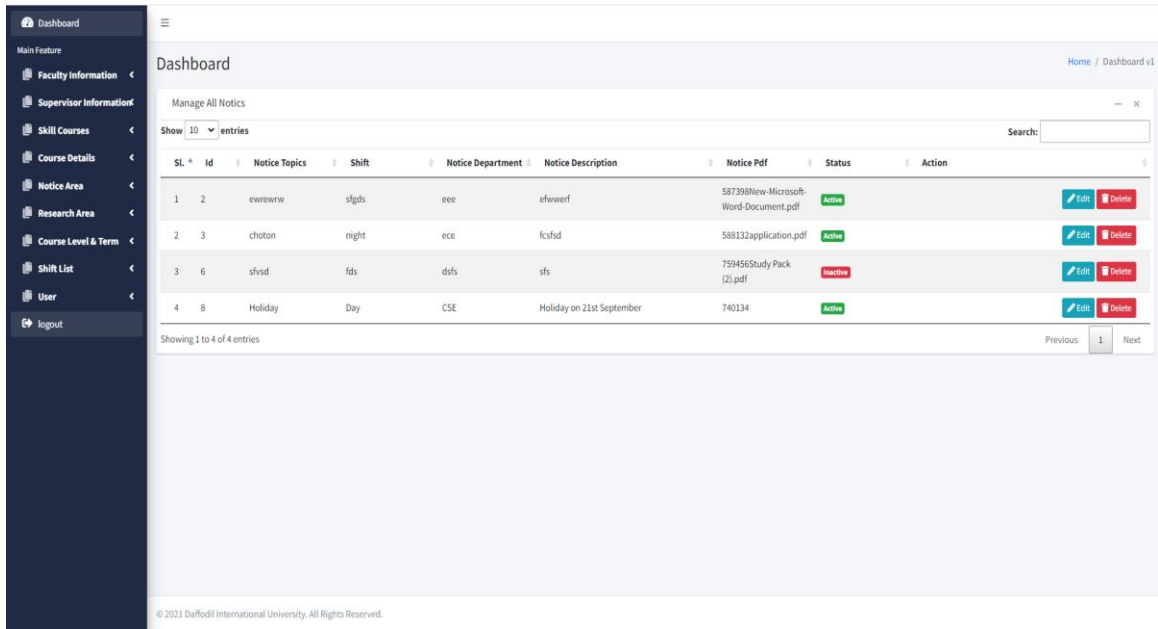 Dashboard
Main Feature
Faculty Information
Supervisor Information
Skill Courses
Course Details
Notice Area
Research Area
Course Level & Term
Shift List
User
logout
Dashboard
Home / Dashboard v1
Manage All Notics
Show 10 entries
Search:
Sl. Id Notice Topics Shift Notice Department Notice Description Notice Pdf Status Action
1 2 ewrewrw sfgds eee efwwerf 587398New-Microsoft-
Word-Document.pdf Active Edit Delete
2 3 choton night ece fcsfsd 588132application.pdf Active Edit Delete
3 6 sfvsd fds dsfs sfs 759456Study Pack
(2).pdf Inactive Edit Delete
4 8 Holiday Day CSE Holiday on 21st September 740134 Active Edit Delete
Showing 1 to 4 of 4 entries
Previous 1 Next
© 2021 Daffodil International University. All Rights Reserved.